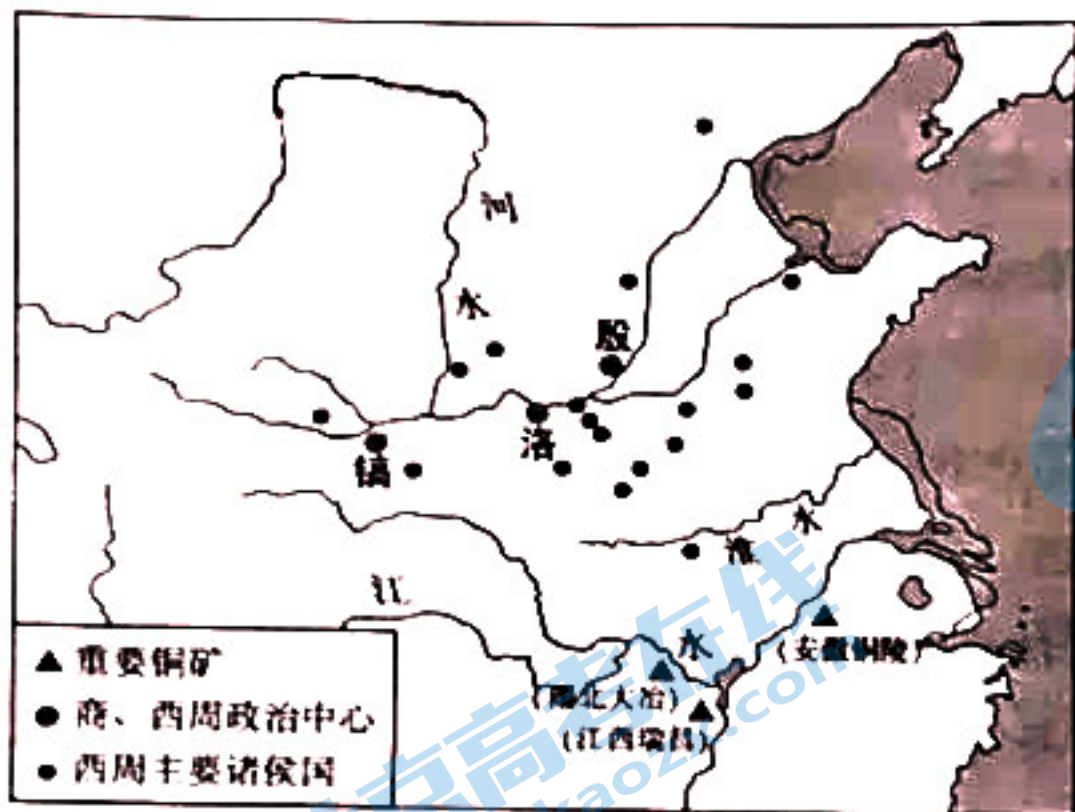 河
水
殷
洛
镐
淮 水
江 水
(安徽铜陵)
(湖北大冶)
(江西瑞昌)
▲ 重要铜矿
● 商、西周政治中心
● 西周主要诸侯国